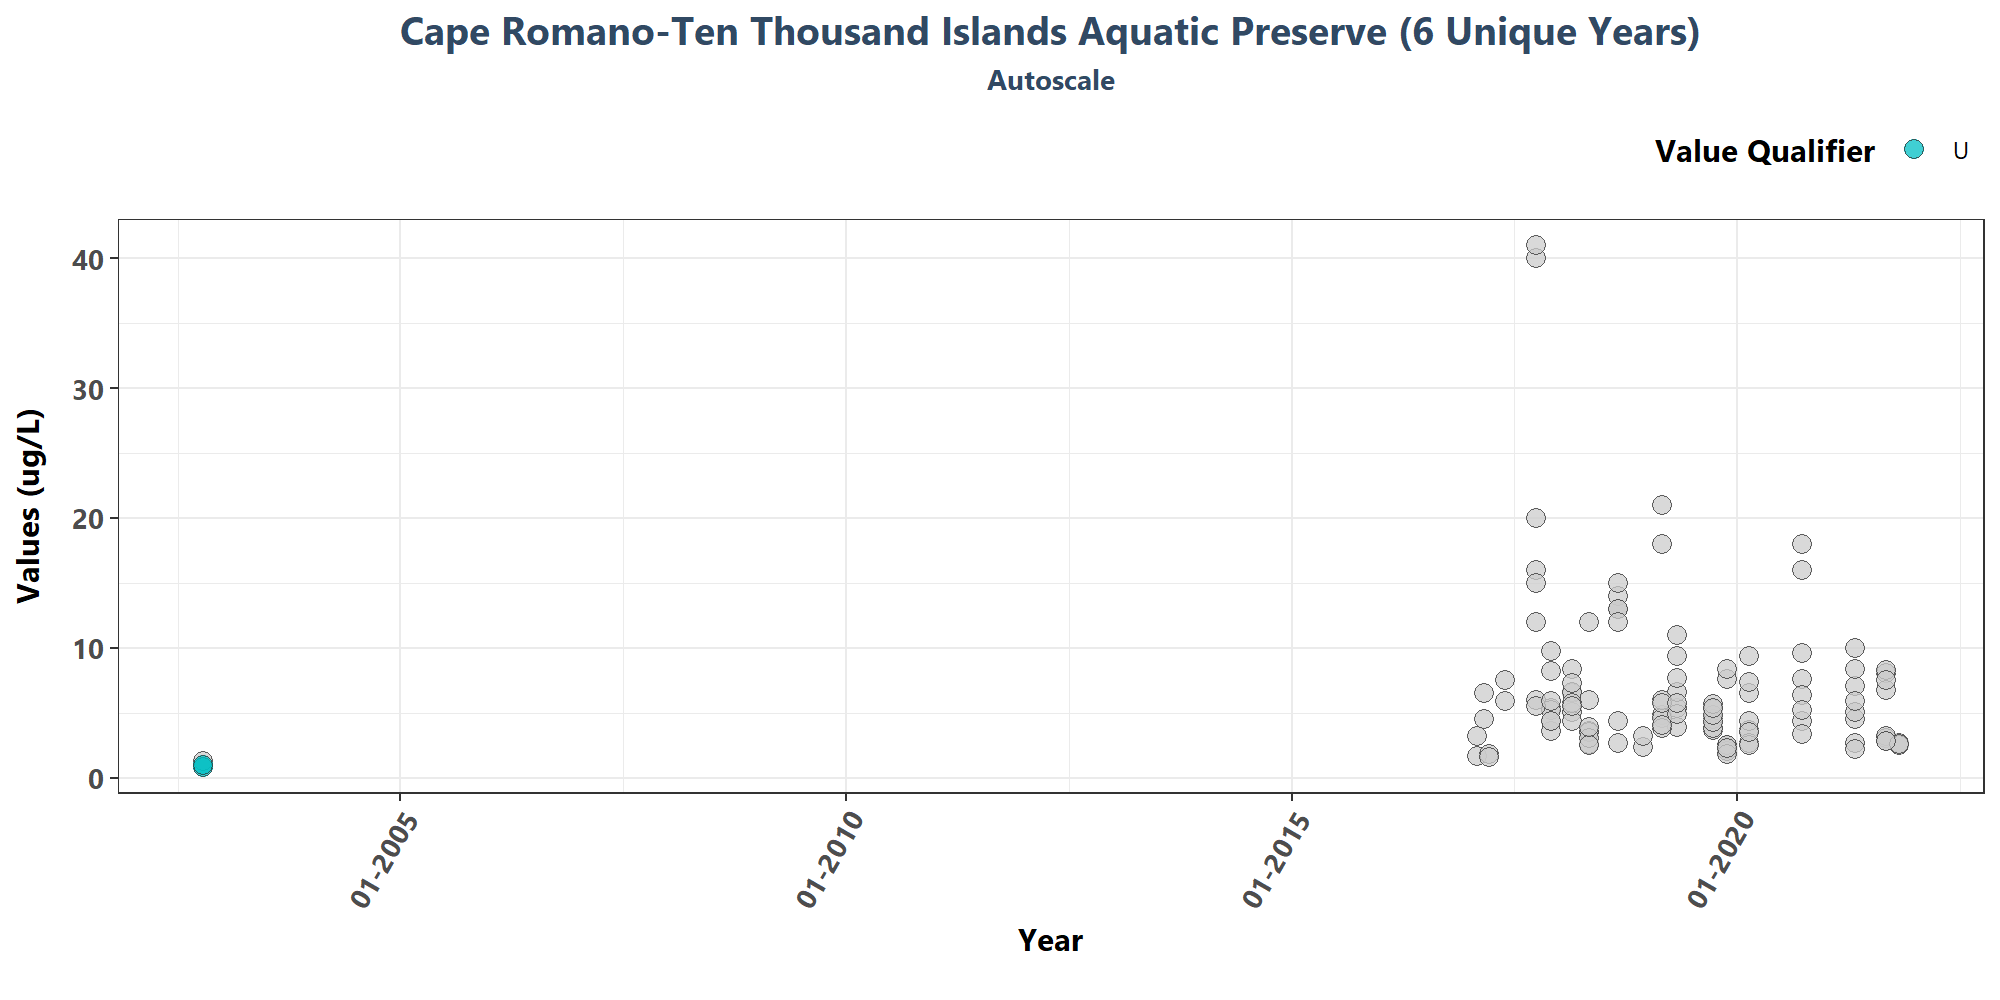 Cape Romano-Ten Thousand Islands Aquatic Preserve (6 Unique Years)
Autoscale
Value Qualifier U
Values (ug/L)
40
30
20
10
0
01-2005
01-2010
01-2015
01-2020
Year